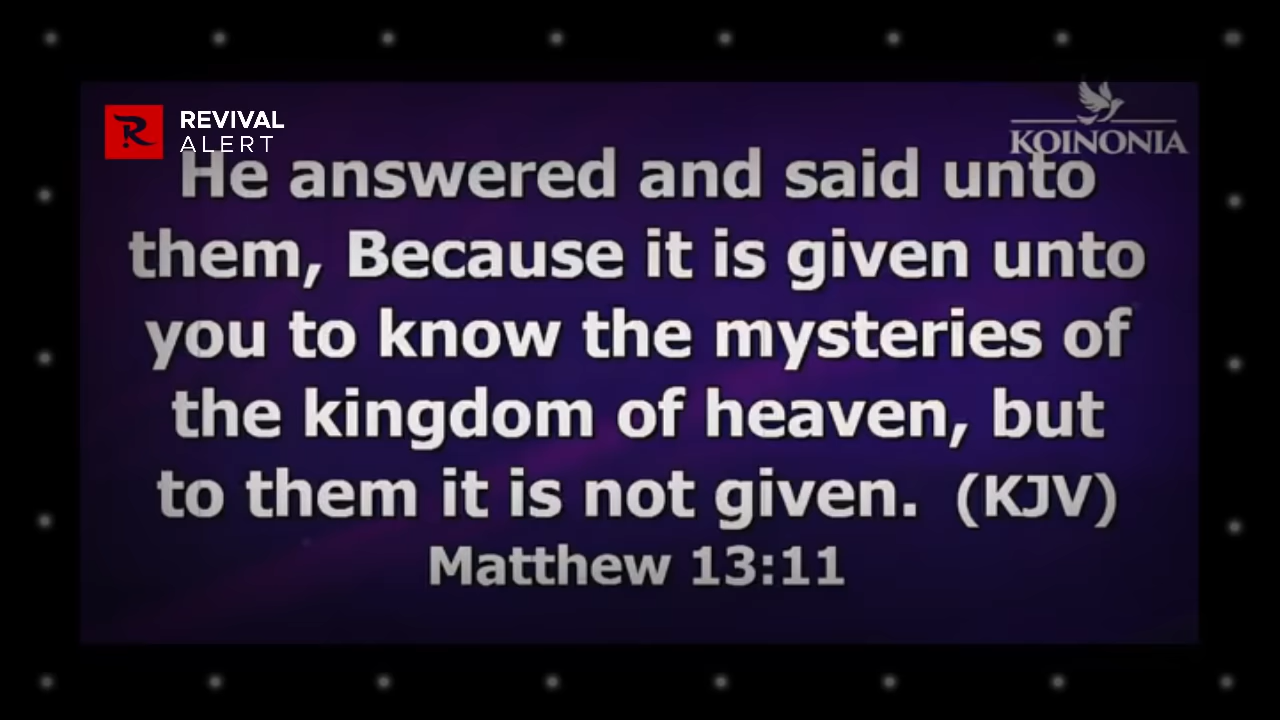 REVIVAL
ALERT
KOINONIA
He answered and said unto
them, Because it is given unto
you to know the mysteries of
the kingdom of heaven, but
to them it is not given. (KJV)
Matthew 13:11